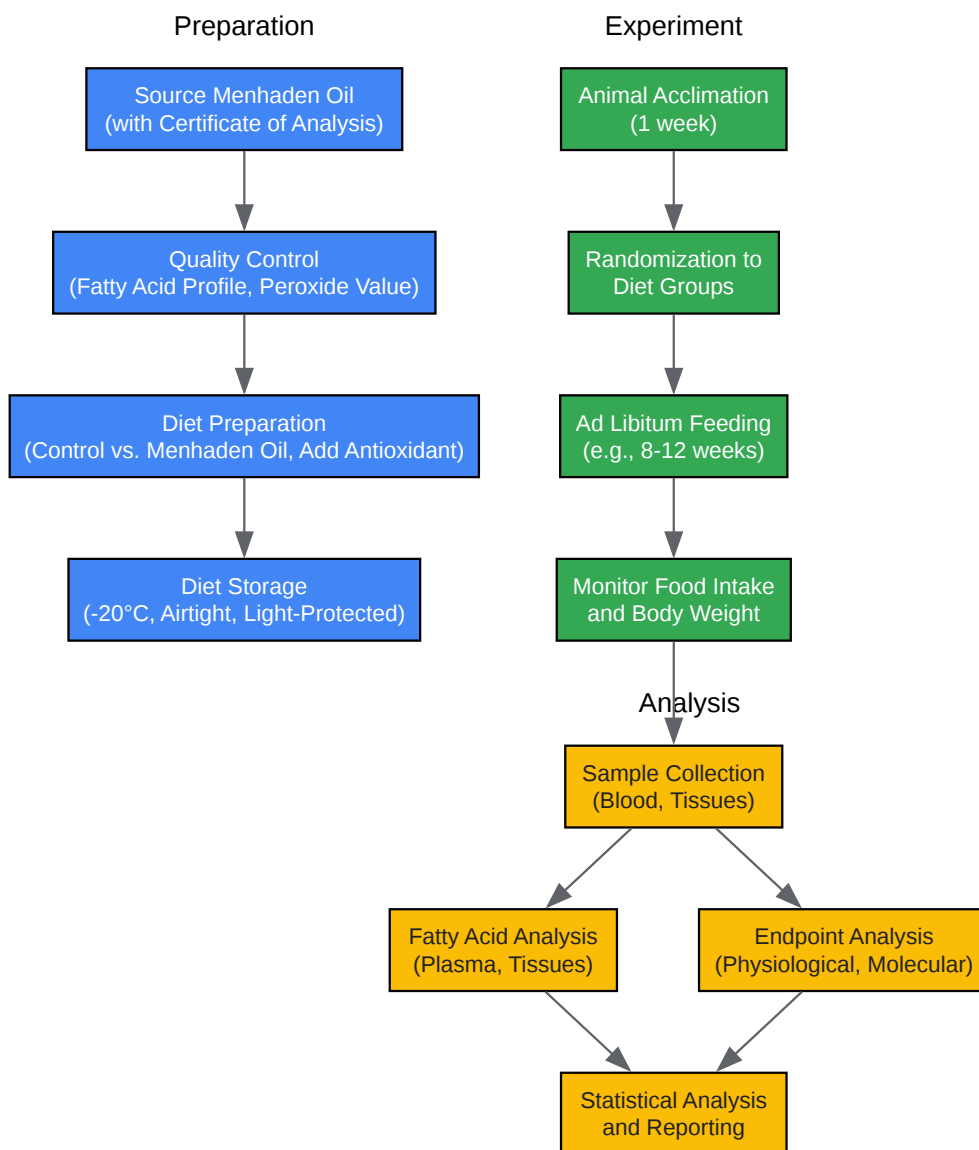 Preparation
Source Menhaden Oil
(with Certificate of Analysis)
Quality Control
(Fatty Acid Profile, Peroxide Value)
Diet Preparation
(Control vs. Menhaden Oil, Add Antioxidant)
Diet Storage
(-20°C, Airtight, Light-Protected)
Experiment
Animal Acclimation
(1 week)
Randomization to
Diet Groups
Ad Libitum Feeding
(e.g., 8-12 weeks)
Monitor Food Intake
and Body Weight
Analysis
Sample Collection
(Blood, Tissues)
Fatty Acid Analysis
(Plasma, Tissues)
Endpoint Analysis
(Physiological, Molecular)
Statistical Analysis
and Reporting